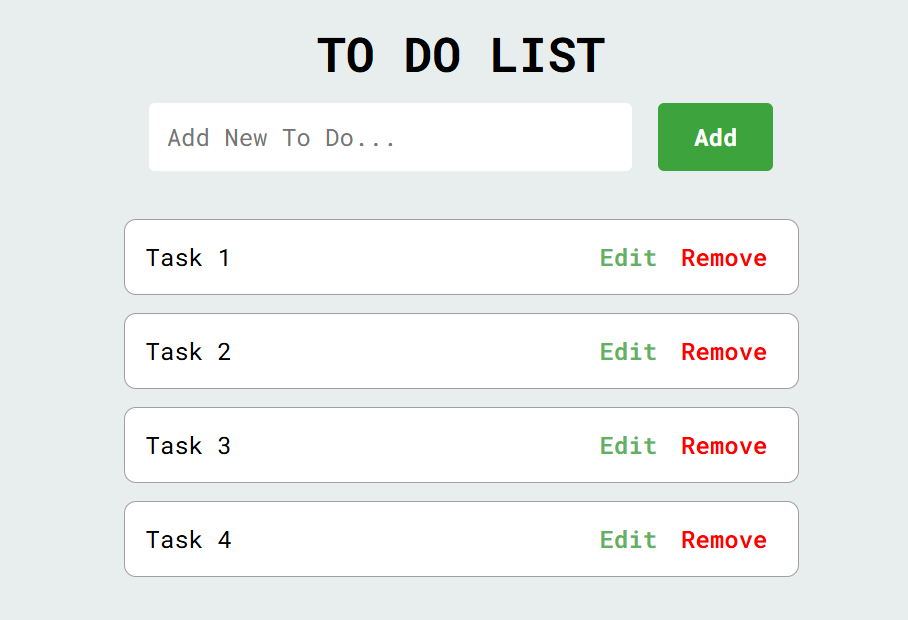 TO DO LIST
Add New To Do... Add
Task 1 Edit Remove
Task 2 Edit Remove
Task 3 Edit Remove
Task 4 Edit Remove